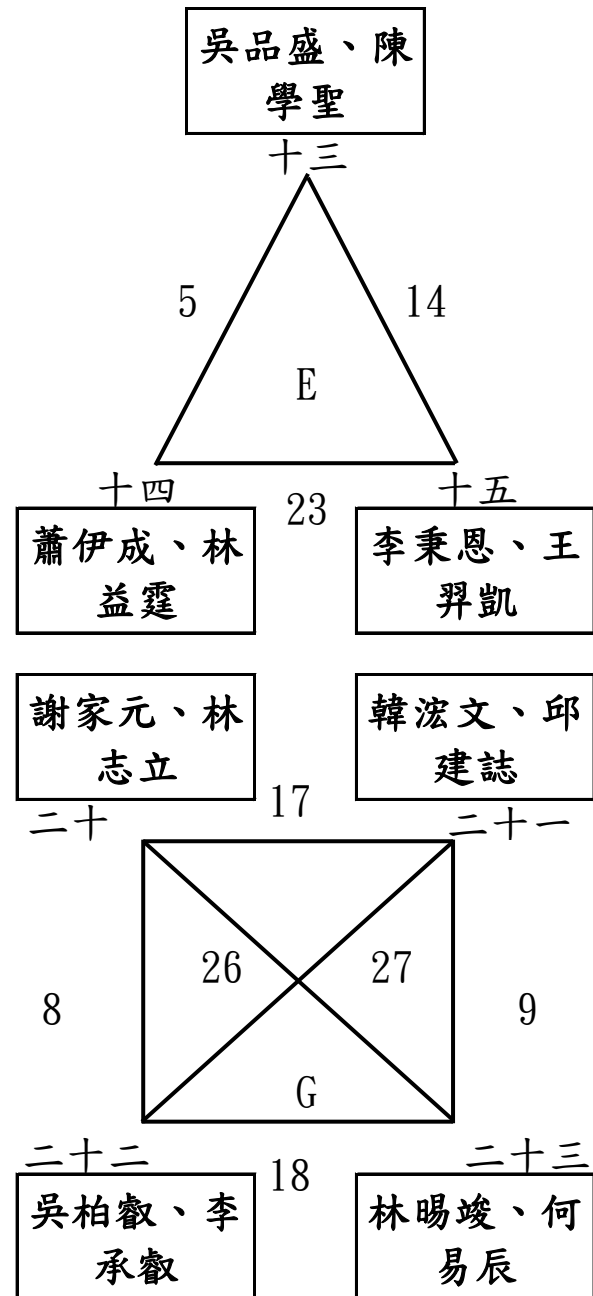 吳品盛、陳
學聖
十三
5
14
E
十四
23
十五
蕭伊成、林
益霆
李秉恩、王
羿凱
謝家元、林
志立
韓浤文、邱
建誌
17
二十
二十一
26
27
8
9
G
二十二
18
二十三
吳柏叡、李
承叡
林晹竣、何
易辰